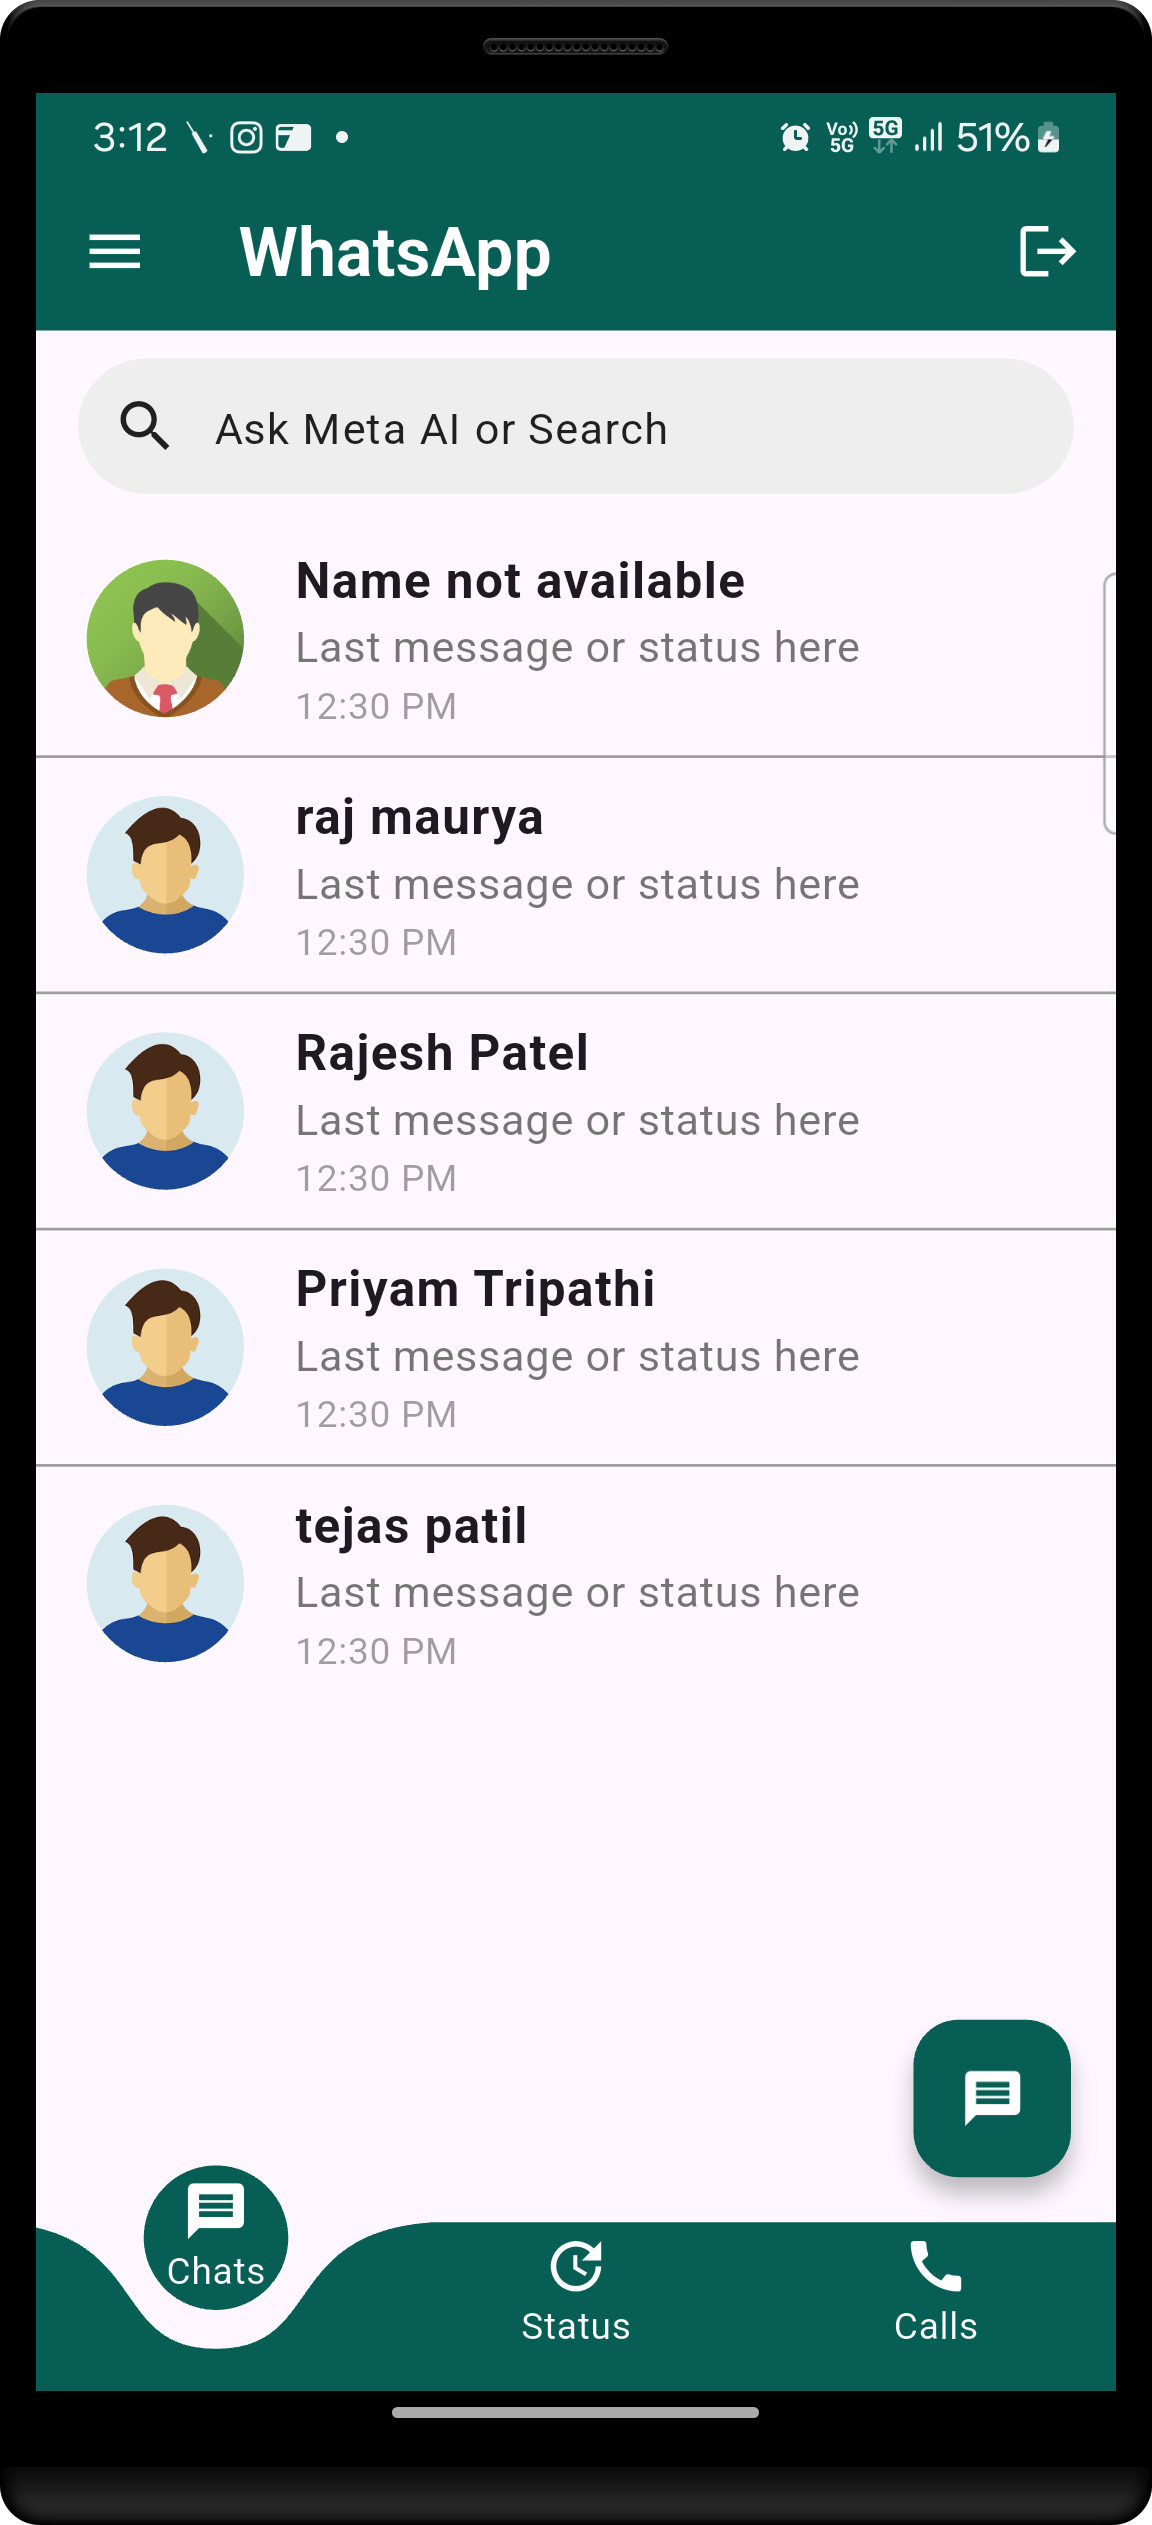 3:12 Vo)) 5G 5G 51%
WhatsApp
Ask Meta AI or Search
Name not available
Last message or status here
12:30 PM
raj maurya
Last message or status here
12:30 PM
Rajesh Patel
Last message or status here
12:30 PM
Priyam Tripathi
Last message or status here
12:30 PM
tejas patil
Last message or status here
12:30 PM
Chats
Status
Calls